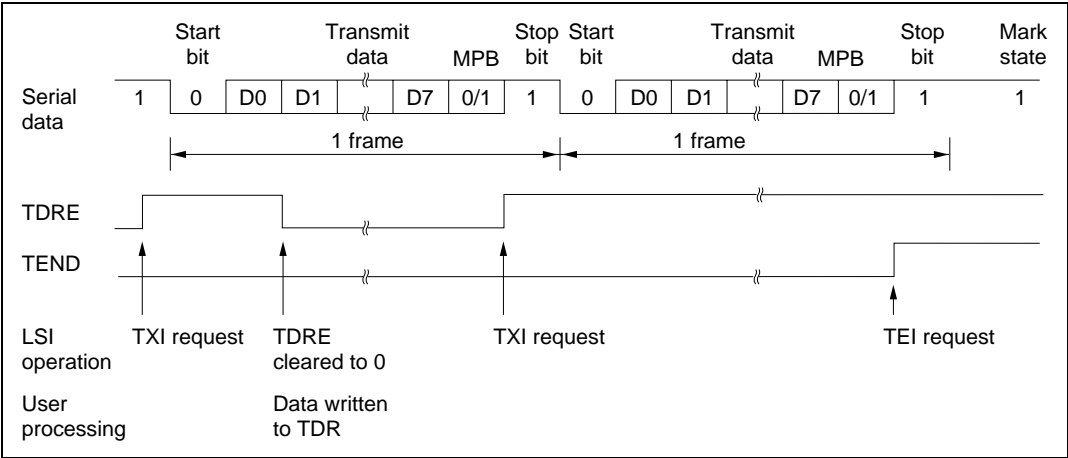 Start bit Transmit data MPB Stop bit Start bit Transmit data MPB Stop bit Mark state
Serial data 1 0 D0 D1 D7 0/1 1 0 D0 D1 D7 0/1 1 1
1 frame 1 frame
TDRE
TEND
LSI operation TXI request TDRE cleared to 0 TXI request TEI request
User processing Data written to TDR